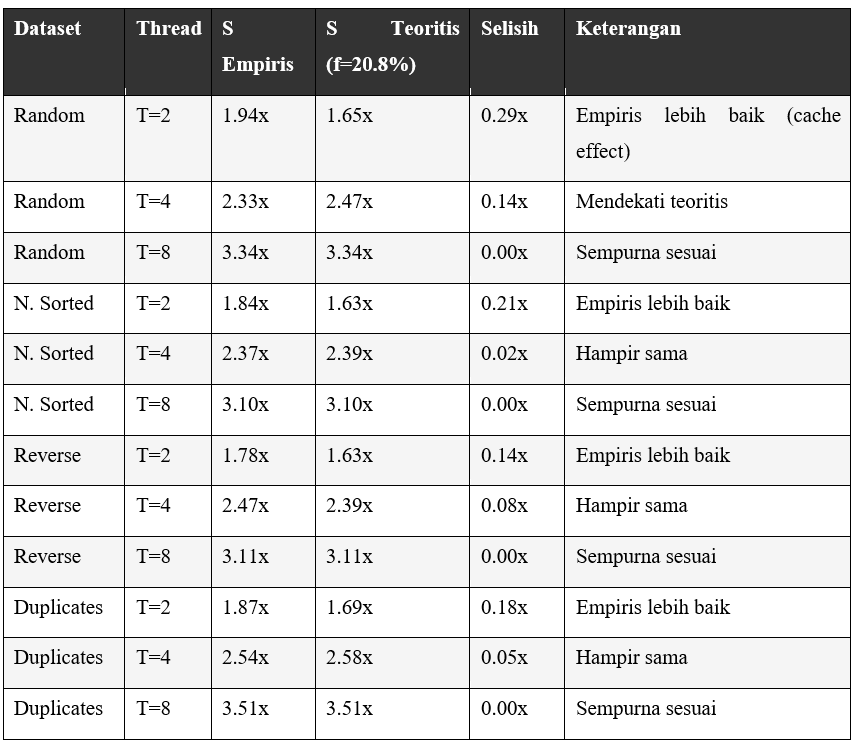 Dataset Thread S Empiris S Teoritis (f=20.8%) Selisih Keterangan
Random T=2 1.94x 1.65x 0.29x Empiris lebih baik (cache effect)
Random T=4 2.33x 2.47x 0.14x Mendekati teoritis
Random T=8 3.34x 3.34x 0.00x Sempurna sesuai
N. Sorted T=2 1.84x 1.63x 0.21x Empiris lebih baik
N. Sorted T=4 2.37x 2.39x 0.02x Hampir sama
N. Sorted T=8 3.10x 3.10x 0.00x Sempurna sesuai
Reverse T=2 1.78x 1.63x 0.14x Empiris lebih baik
Reverse T=4 2.47x 2.39x 0.08x Hampir sama
Reverse T=8 3.11x 3.11x 0.00x Sempurna sesuai
Duplicates T=2 1.87x 1.69x 0.18x Empiris lebih baik
Duplicates T=4 2.54x 2.58x 0.05x Hampir sama
Duplicates T=8 3.51x 3.51x 0.00x Sempurna sesuai